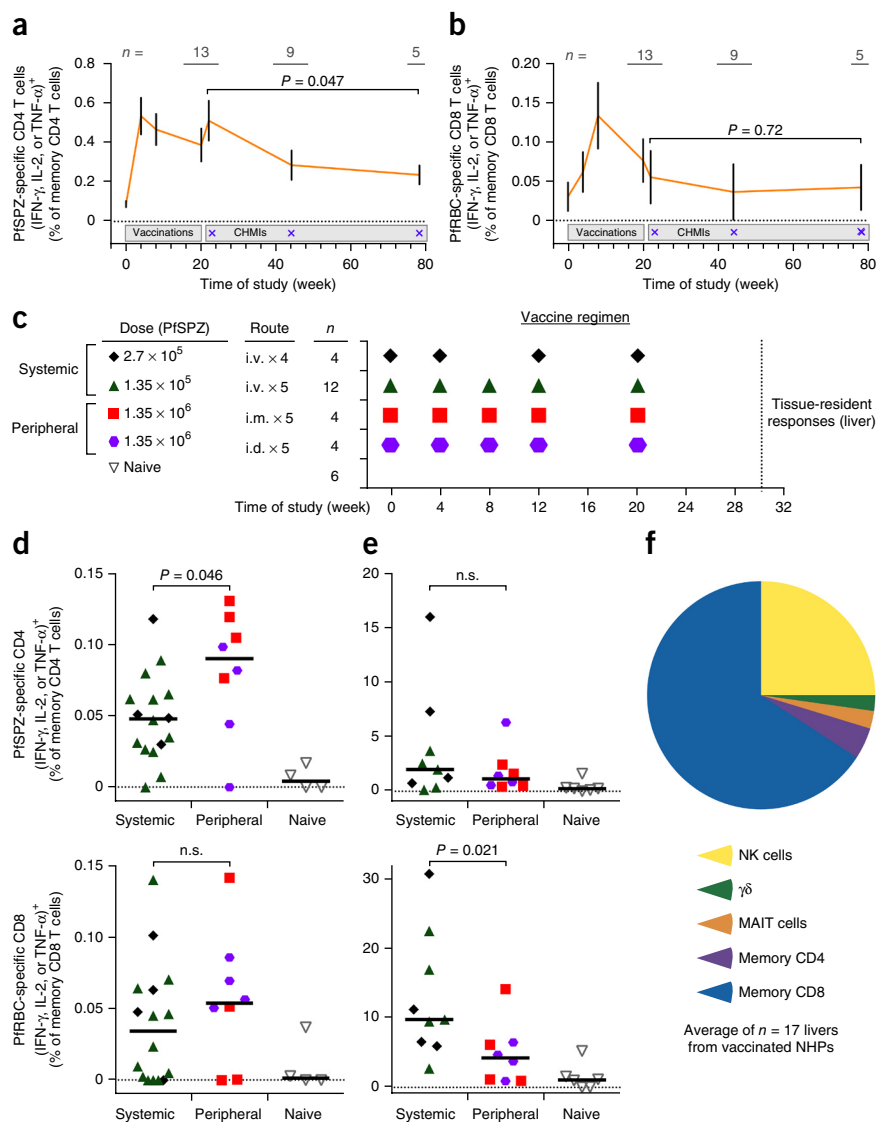 a
n =
13
9
5
P = 0.047
PfSPZ-specific CD4 T cells
(IFN-γ, IL-2, or TNF-α)+
(% of memory CD4 T cells)
0.8
0.6
0.4
0.2
0
Vaccinations
CHMIs
0
20
40
60
80
Time of study (week)
b
n =
13
9
5
P = 0.72
PfRBC-specific CD8 T cells
(IFN-γ, IL-2, or TNF-α)+
(% of memory CD8 T cells)
0.20
0.15
0.10
0.05
0
Vaccinations
CHMIs
0
20
40
60
80
Time of study (week)
c
Dose (PfSPZ)
Route
n
Vaccine regimen
Systemic
2.7 × 10⁵
i.v. × 4
4
1.35 × 10⁵
i.v. × 5
12
Peripheral
1.35 × 10⁶
i.m. × 5
4
1.35 × 10⁶
i.d. × 5
4
Naive
6
Tissue-resident
responses (liver)
Time of study (week)
0
4
8
12
16
20
24
28
32
d
P = 0.046
PfSPZ-specific CD4
(IFN-γ, IL-2, or TNF-α)+
(% of memory CD4 T cells)
0.15
0.10
0.05
0
Systemic
Peripheral
Naive
n.s.
PfRBC-specific CD8
(IFN-γ, IL-2, or TNF-α)+
(% of memory CD8 T cells)
0.15
0.10
0.05
0
Systemic
Peripheral
Naive
e
n.s.
20
15
10
5
0
Systemic
Peripheral
Naive
P = 0.021
30
20
10
0
Systemic
Peripheral
Naive
f
NK cells
γδ
MAIT cells
Memory CD4
Memory CD8
Average of n = 17 livers
from vaccinated NHPs